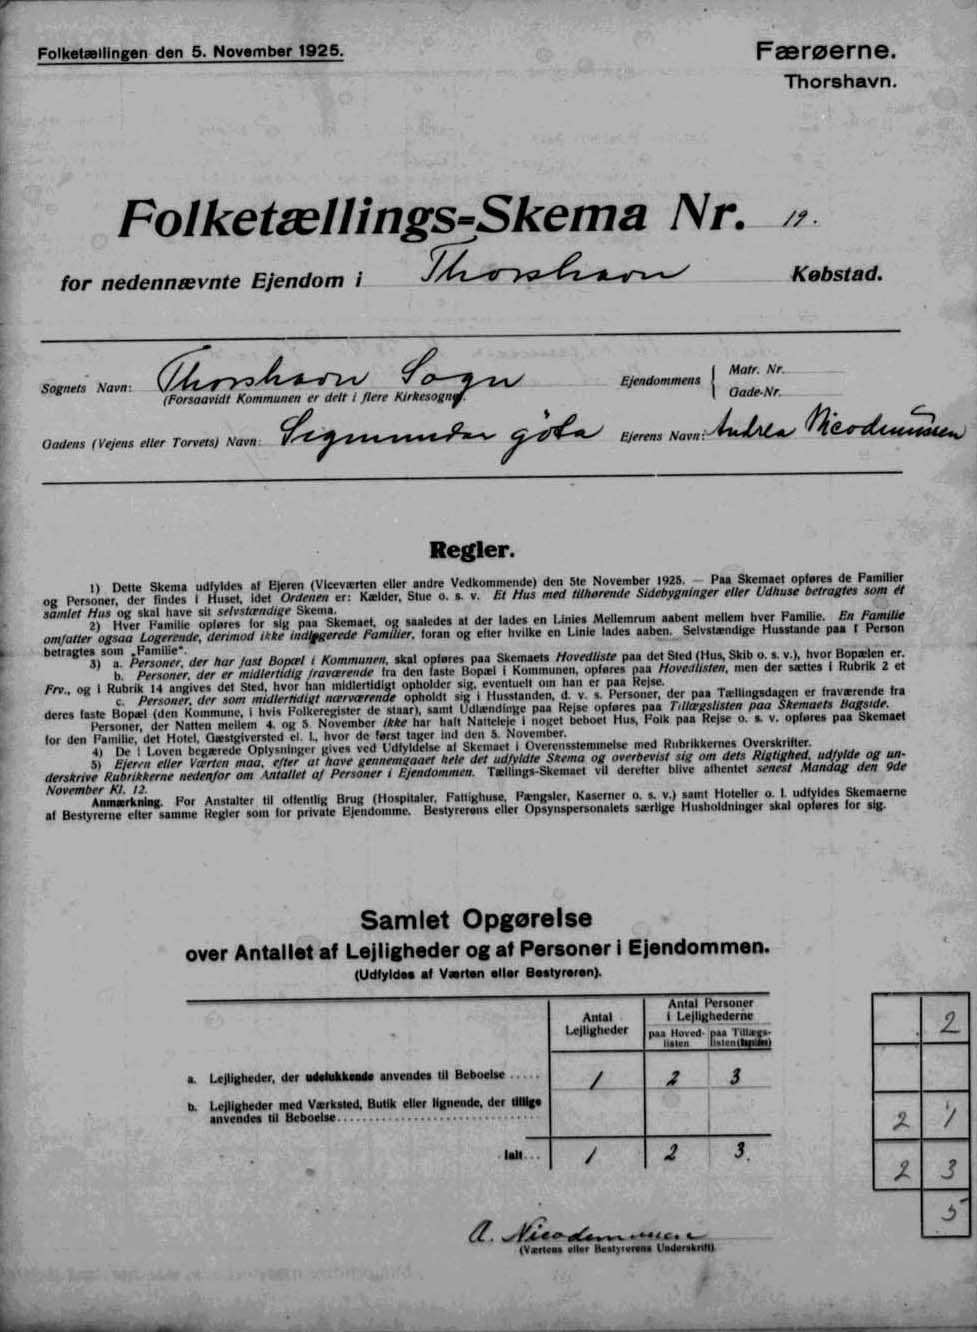 Folketællingen den 5. November 1925.
Færøerne.
Thorshavn.
Folketællings-Skema Nr. 19.
for nedennævnte Ejendom i Thorshavn Købstad.
Sognets Navn: Thorshavn Sogn
(Forsaavidt Kommunen er delt i flere Kirkesogne).
Ejendommens
Matr. Nr.
Gade-Nr.
Gadens (Vejens eller Torvets) Navn: Sigmundar gøta Ejerens Navn: Andrea Nicodemussen
Regler.
1) Dette Skema udfyldes af Ejeren (Viceværten eller andre Vedkommende) den 5te November 1925. — Paa Skemaet opføres de Familier
og Personer, der findes i Huset, idet Ordenen er: Kælder, Stue o. s. v. Et Hus med tilhørende Sidebygninger eller Udhuse betragtes som ét
samlet Hus og skal have sit selvstændige Skema.
2) Hver Familie opføres for sig paa Skemaet, og saaledes at der lades en Linies Mellemrum aabent mellem hver Familie. En Familie
omfatter ogsaa Logerende, derimod ikke indlogerede Familier, foran og efter hvilke en Linie lades aaben. Selvstændige Husstande paa 1 Person
betragtes som „Familie“.
3) a. Personer, der har fast Bopæl i Kommunen, skal opføres paa Skemaets Hovedliste paa det Sted (Hus, Skib o. s. v.), hvor Bopælen er.
b. Personer, der er midlertidig fraværende fra den faste Bopæl i Kommunen, opføres paa Hovedlisten, men der sættes i Rubrik 2 et
Frv., og i Rubrik 14 angives det Sted, hvor han midlertidigt opholder sig, eventuelt om han er paa Rejse.
c. Personer, der som midlertidigt nærværende opholdt sig i Husstanden, d. v. s. Personer, der paa Tællingsdagen er fraværende fra
deres faste Bopæl (den Kommune, i hvis Folkeregister de staar), samt Udlændinge paa Rejse opføres paa Tillægslisten paa Skemaets Bagside.
Personer, der Natten mellem 4. og 5. November ikke har haft Natteleje i noget beboet Hus, Folk paa Rejse o. s. v. opføres paa Skemaet
for den Familie, det Hotel, Gæstgiversted el. l., hvor de først tager ind den 5. November.
4) De i Loven begærede Oplysninger gives ved Udfyldelse af Skemaet i Overensstemmelse med Rubrikkernes Overskrifter.
5) Ejeren eller Værten maa, efter at have gennemgaaet hele det udfyldte Skema og overbevist sig om dets Rigtighed, udfylde og un-
derskrive Rubrikkerne nedenfor om Antallet af Personer i Ejendommen. Tællings-Skemaet vil derefter blive afhentet senest Mandag den 9de
November Kl. 12.
Anmærkning. For Anstalter til offentlig Brug (Hospitaler, Fattighuse, Fængsler, Kaserner o. s. v.) samt Hoteller o. l. udfyldes Skemaerne
af Bestyrerne efter samme Regler som for private Ejendomme. Bestyrerens eller Opsynspersonalets særlige Husholdninger skal opføres for sig.
Samlet Opgørelse
over Antallet af Lejligheder og af Personer i Ejendommen.
(Udfyldes af Værten eller Bestyreren).
Antal
Lejligheder
Antal Personer
i Lejlighederne
paa Hoved-
listen
paa Tillægs-
listen (Bagsiden)
2
a. Lejligheder, der udelukkende anvendes til Beboelse ..... 1 2 3
b. Lejligheder med Værksted, Butik eller lignende, der tillige
anvendes til Beboelse
2 1
Ialt... 1 2 3.
2 3
5
A. Nicodemussen
(Værtens eller Bestyrerens Underskrift)